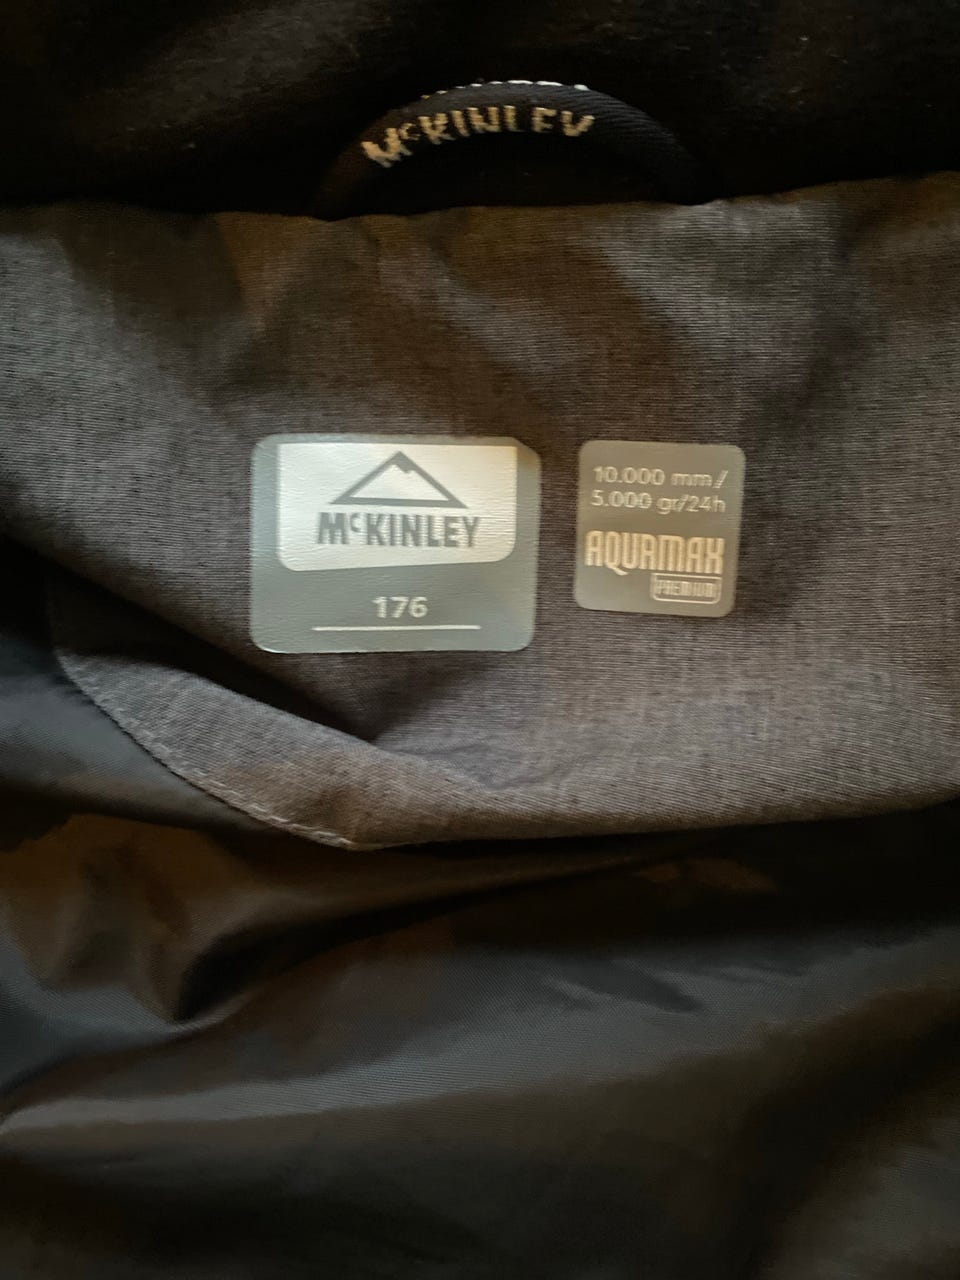 McKINLEY
McKINLEY
176
10.000 mm/
5.000 gr/24h
AQUAMAX
PREMIUM